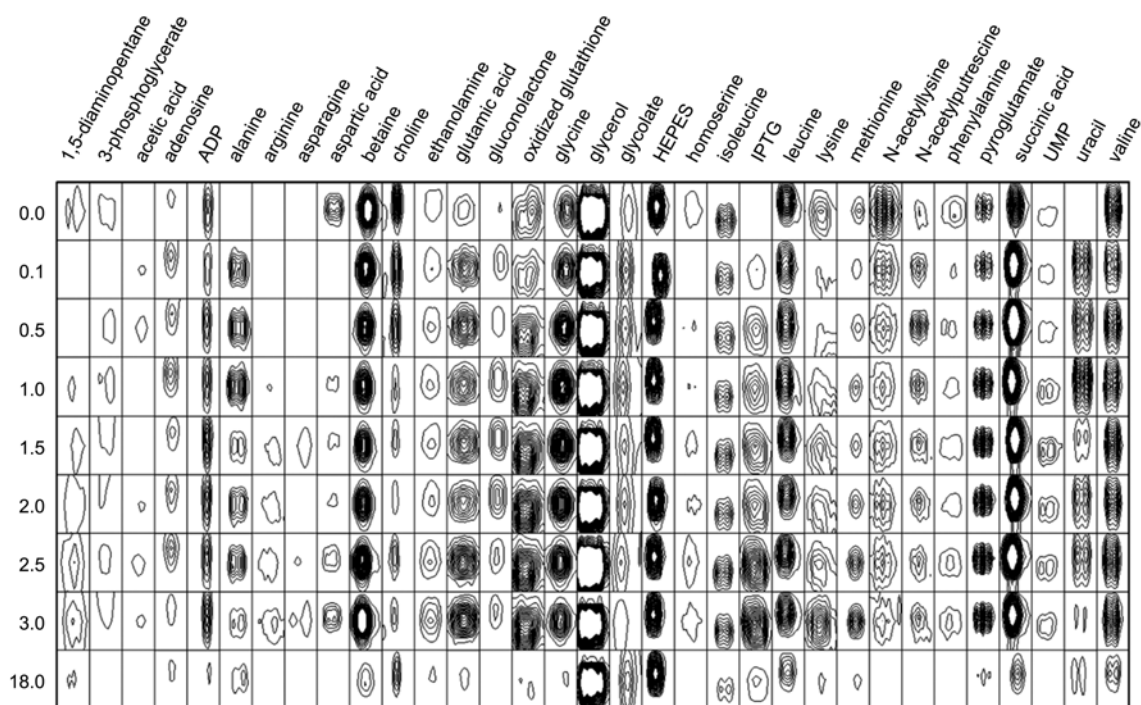 1,5-diaminopentane
3-phosphoglycerate
acetic acid
adenosine
ADP
alanine
arginine
asparagine
aspartic acid
betaine
choline
ethanolamine
glutamic acid
gluconolactone
oxidized gluthathione
glycine
glycerol
glycolate
HEPES
homoserine
isoleucine
IPTG
leucine
lysine
methionine
N-acetyllysine
N-acetylputrescine
phenylalanine
pyroglutamate
succinic acid
UMP
uracil
valine
0.0
0.1
0.5
1.0
1.5
2.0
2.5
3.0
18.0